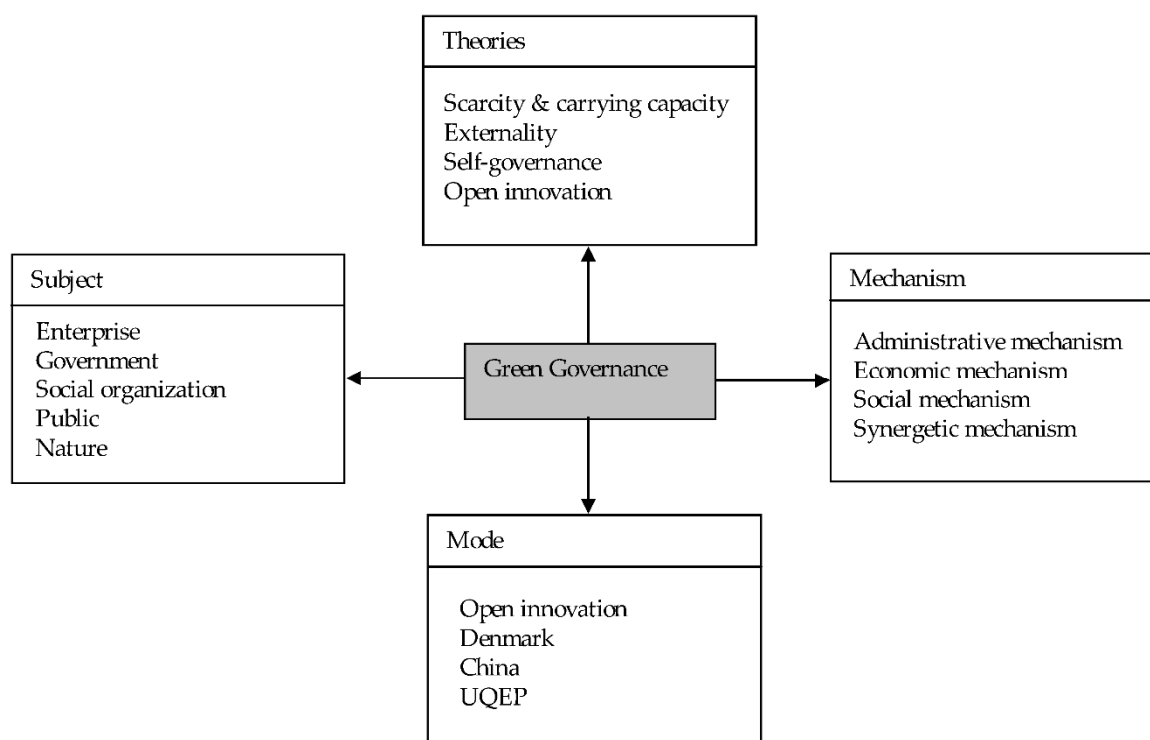 Theories
Scarcity & carrying capacity
Externality
Self-governance
Open innovation
Subject
Enterprise
Government
Social organization
Public
Nature
Green Governance
Mechanism
Administrative mechanism
Economic mechanism
Social mechanism
Synergetic mechanism
Mode
Open innovation
Denmark
China
UQEP